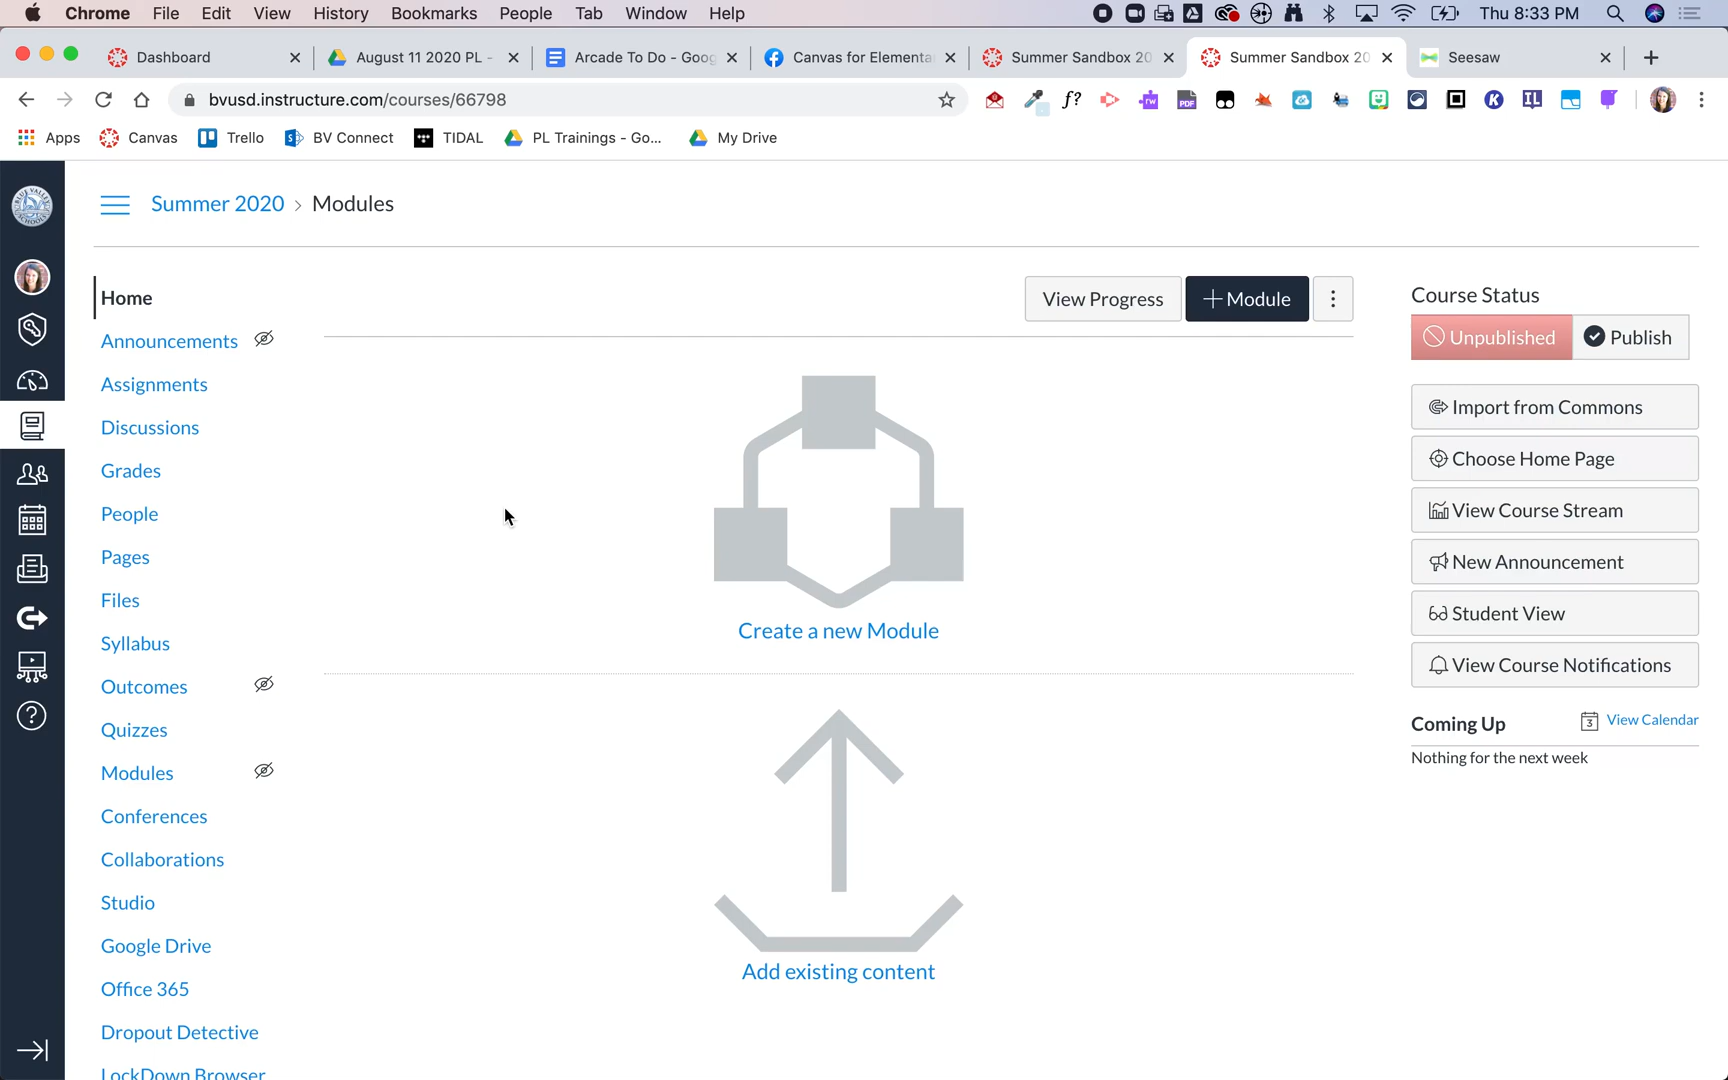 Chrome File Edit View History Bookmarks People Tab Window Help Thu 8:33 PM
Dashboard August 11 2020 PL - Arcade To Do - Goog Canvas for Elementa Summer Sandbox 20 Summer Sandbox 20 Seesaw
bvusd.instructure.com/courses/66798
Apps Canvas Trello BV Connect TIDAL PL Trainings - Go... My Drive
Summer 2020 > Modules
Home
View Progress
+ Module
Course Status
Unpublished
Publish
Announcements
Assignments
Discussions
Grades
People
Pages
Files
Syllabus
Outcomes
Quizzes
Modules
Conferences
Collaborations
Studio
Google Drive
Office 365
Dropout Detective
LockDown Browser
Create a new Module
Add existing content
Import from Commons
Choose Home Page
View Course Stream
New Announcement
Student View
View Course Notifications
Coming Up
3 View Calendar
Nothing for the next week